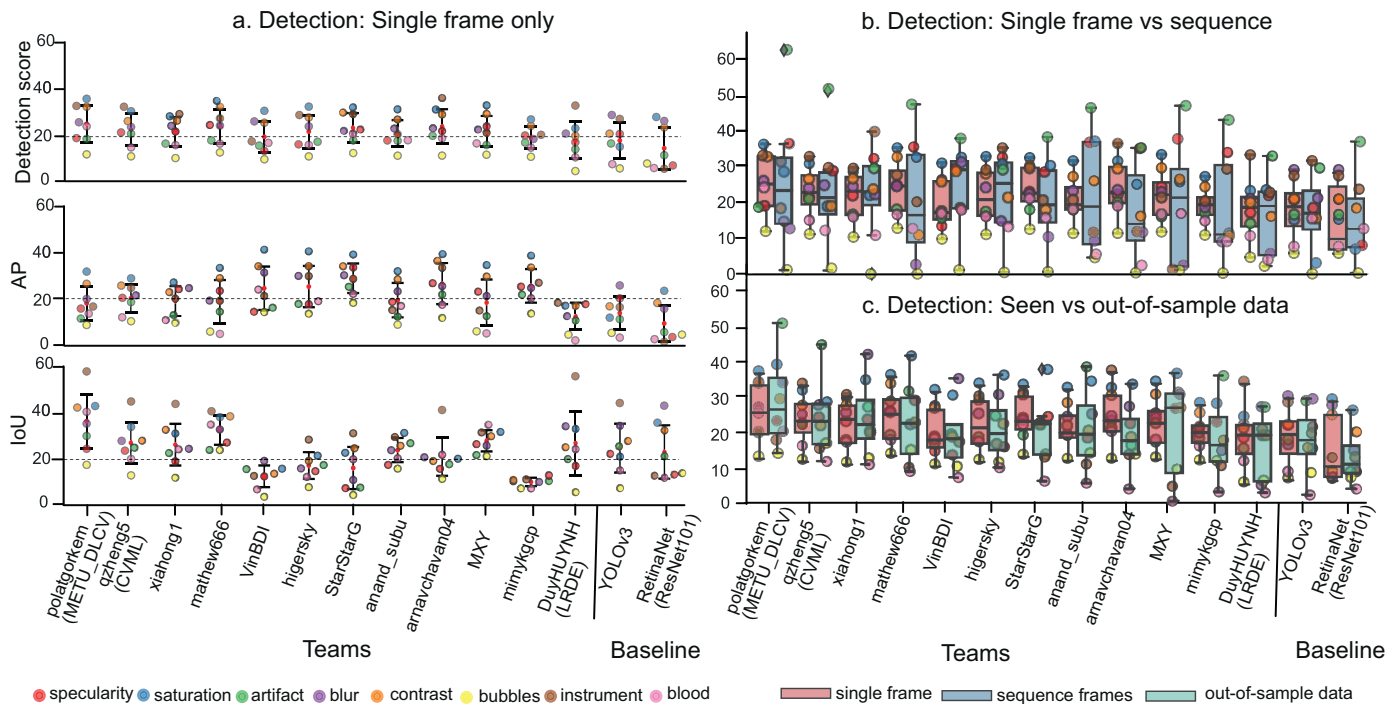 a. Detection: Single frame only
Detection score
60
40
20
0
AP
60
40
20
0
IoU
60
40
20
0
polatgorkem
(METU_DLCV)
qzheng5
(CVML)
xiahong1
mathew666
VinBDI
higersky
StarStarG
anand_subu
arnavchavan04
MXY
mimykgcp
DuyHUYNH
(LRDE)
YOLOv3
RetinaNet
(ResNet101)
Teams
Baseline
b. Detection: Single frame vs sequence
60
50
40
30
20
10
0
c. Detection: Seen vs out-of-sample data
50
40
30
20
10
0
polatgorkem
(METU_DLCV)
qzheng5
(CVML)
xiahong1
mathew666
VinBDI
higersky
StarStarG
anand_subu
arnavchavan04
MXY
mimykgcp
DuyHUYNH
(LRDE)
YOLOv3
RetinaNet
(ResNet101)
Teams
Baseline
specularity saturation artifact blur contrast bubbles instrument blood
single frame sequence frames out-of-sample data